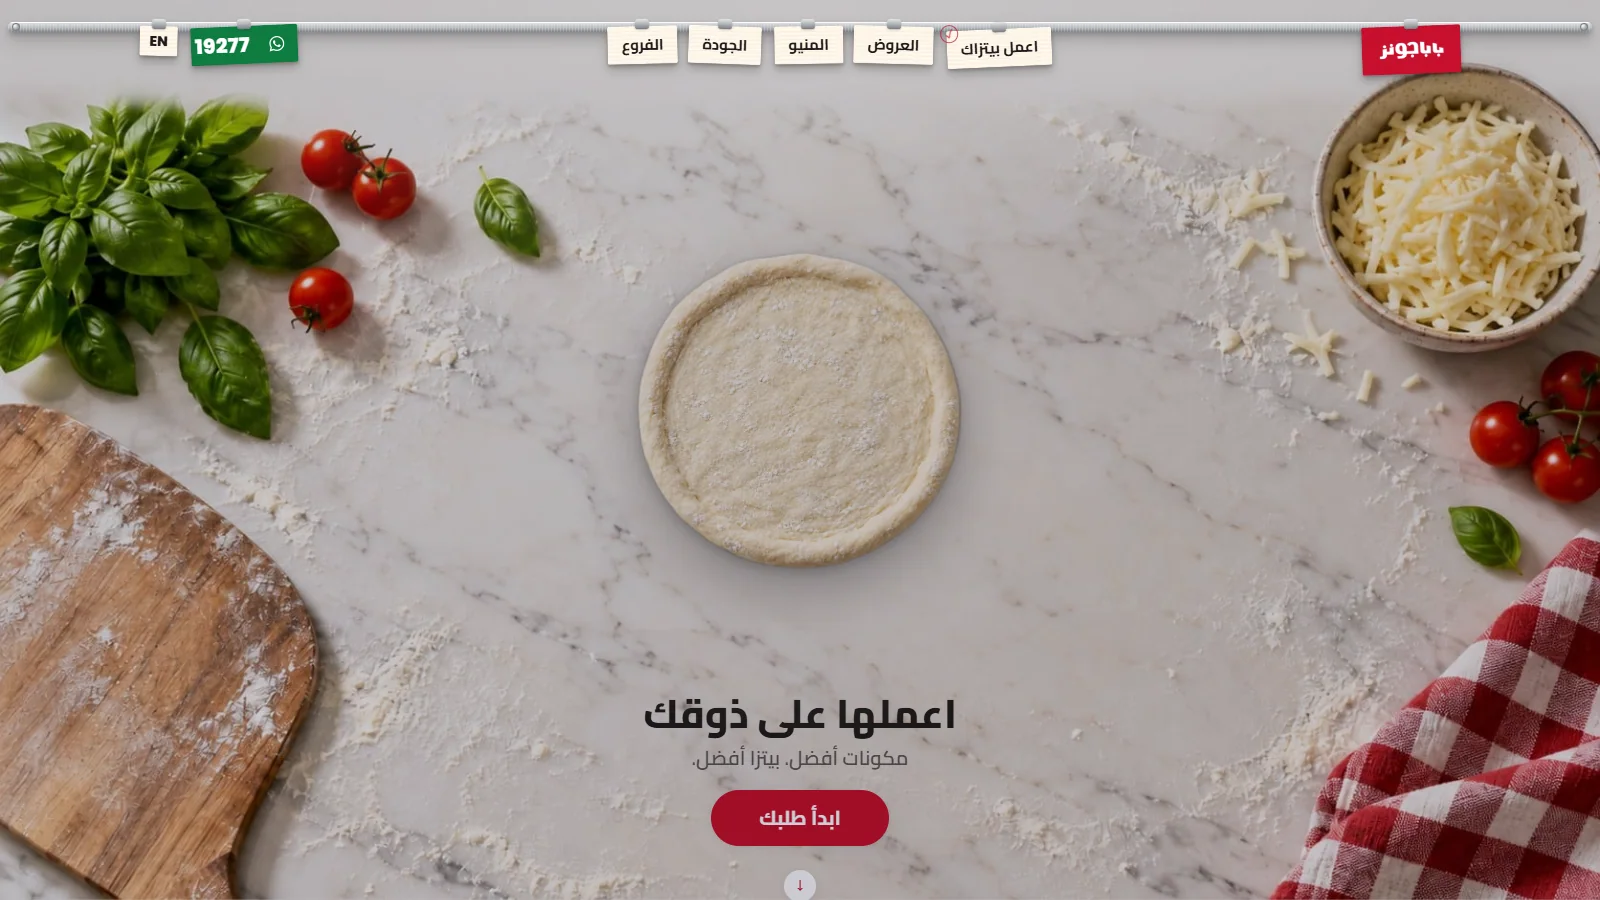 باباجونز
اعمل بيتزاك
العروض
المنيو
الجودة
الفروع
19277
EN
اعملها على ذوقك
مكونات أفضل. بيتزا أفضل.
ابدأ طلبك